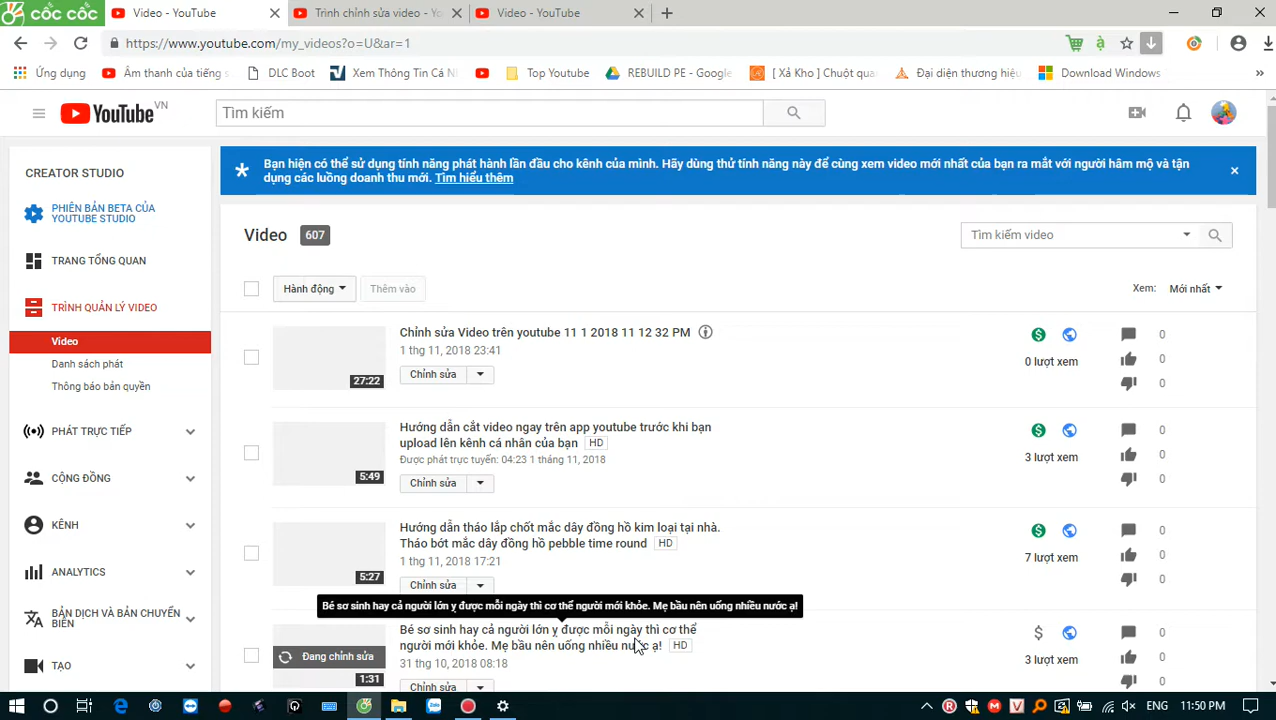 cốc cốc
Video - YouTube
Trình chỉnh sửa video - Yo
Video - YouTube
https://www.youtube.com/my_videos?o=U&ar=1
Ứng dụng
Âm thanh của tiếng s
DLC Boot
Xem Thông Tin Cá N
Top Youtube
REBUILD PE - Google
[ Xả Kho ] Chuột qua
Đại diện thương hiệu
Download Windows
YouTube VN
Tìm kiếm
CREATOR STUDIO
PHIÊN BẢN BETA CỦA
YOUTUBE STUDIO
TRANG TỔNG QUAN
TRÌNH QUẢN LÝ VIDEO
Video
Danh sách phát
Thông báo bản quyền
PHÁT TRỰC TIẾP
CỘNG ĐỒNG
KÊNH
ANALYTICS
BẢN DỊCH VÀ BẢN CHUYỂN
BIÊN
TẠO
Bạn hiện có thể sử dụng tính năng phát hành lần đầu cho kênh của mình. Hãy dùng thử tính năng này để cùng xem video mới nhất của bạn ra mắt với người hâm mộ và tận
dụng các luồng doanh thu mới. Tìm hiểu thêm
Video 607
Tìm kiếm video
Hành động
Thêm vào
Xem: Mới nhất
Chỉnh sửa Video trên youtube 11 1 2018 11 12 32 PM
1 thg 11, 2018 23:41
27:22
Chỉnh sửa
0 lượt xem
0
0
0
Hướng dẫn cắt video ngay trên app youtube trước khi bạn
upload lên kênh cá nhân của bạn HD
Được phát trực tuyến: 04:23 1 tháng 11, 2018
5:49
Chỉnh sửa
3 lượt xem
0
0
0
Hướng dẫn tháo lắp chốt mắc dây đồng hồ kim loại tại nhà.
Tháo bớt mắc dây đồng hồ pebble time round HD
1 thg 11, 2018 17:21
5:27
Chỉnh sửa
7 lượt xem
0
0
0
Bé sơ sinh hay cả người lớn ỵ được mỗi ngày thì cơ thể người mới khỏe. Mẹ bầu nên uống nhiều nước ạ!
Bé sơ sinh hay cả người lớn ỵ được mỗi ngày thì cơ thể
người mới khỏe. Mẹ bầu nên uống nhiều nước ạ! HD
31 thg 10, 2018 08:18
Đang chỉnh sửa
1:31
Chỉnh sửa
3 lượt xem
0
0
0
Zalo
11:50 PM